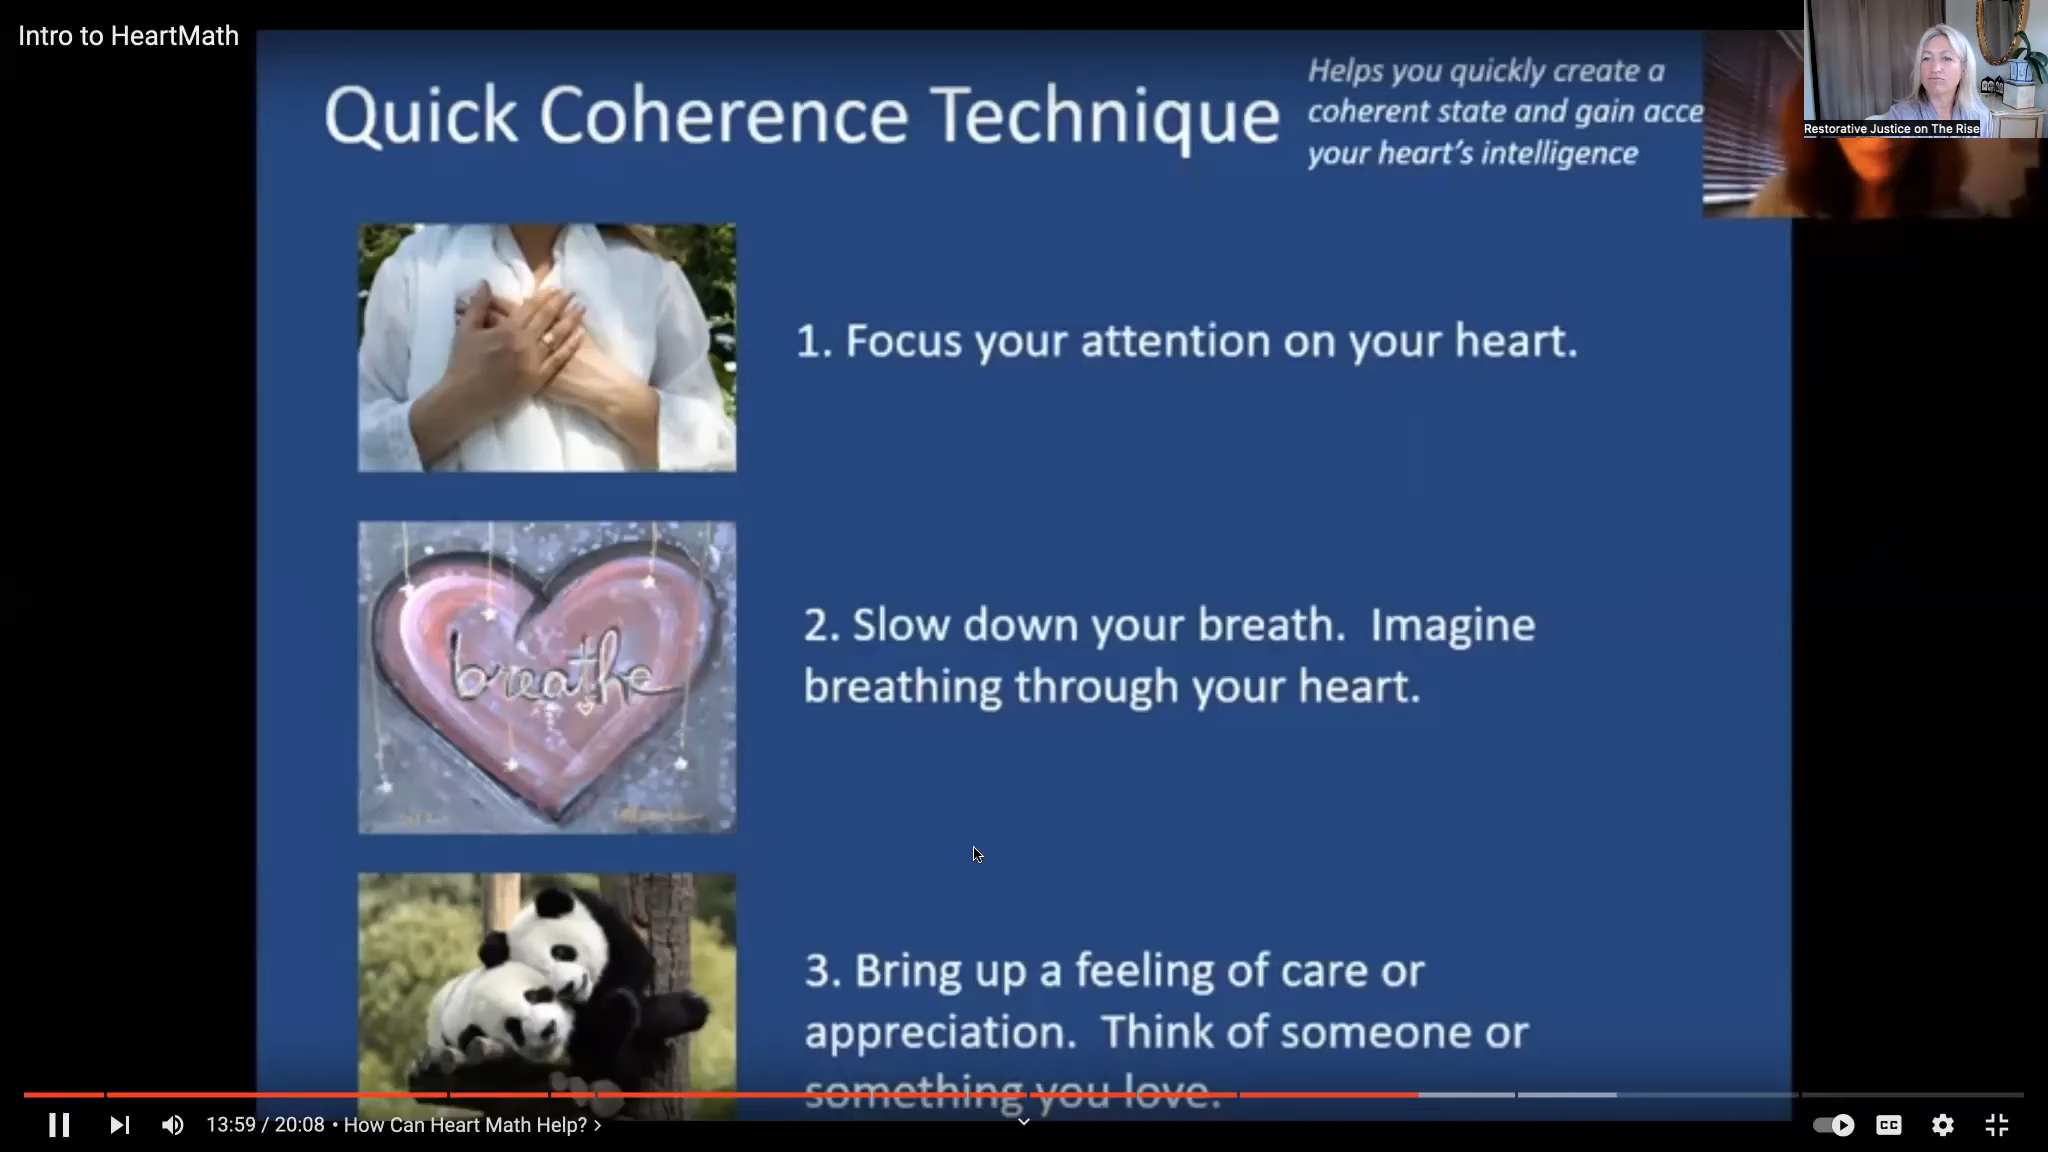 Intro to HeartMath
Quick Coherence Technique
Helps you quickly create a
coherent state and gain acce
your heart's intelligence
Restorative Justice on The Rise
1. Focus your attention on your heart.
breathe
2. Slow down your breath. Imagine
breathing through your heart.
3. Bring up a feeling of care or
appreciation. Think of someone or
something you love.
13:59 / 20:08 • How Can Heart Math Help? >
CC